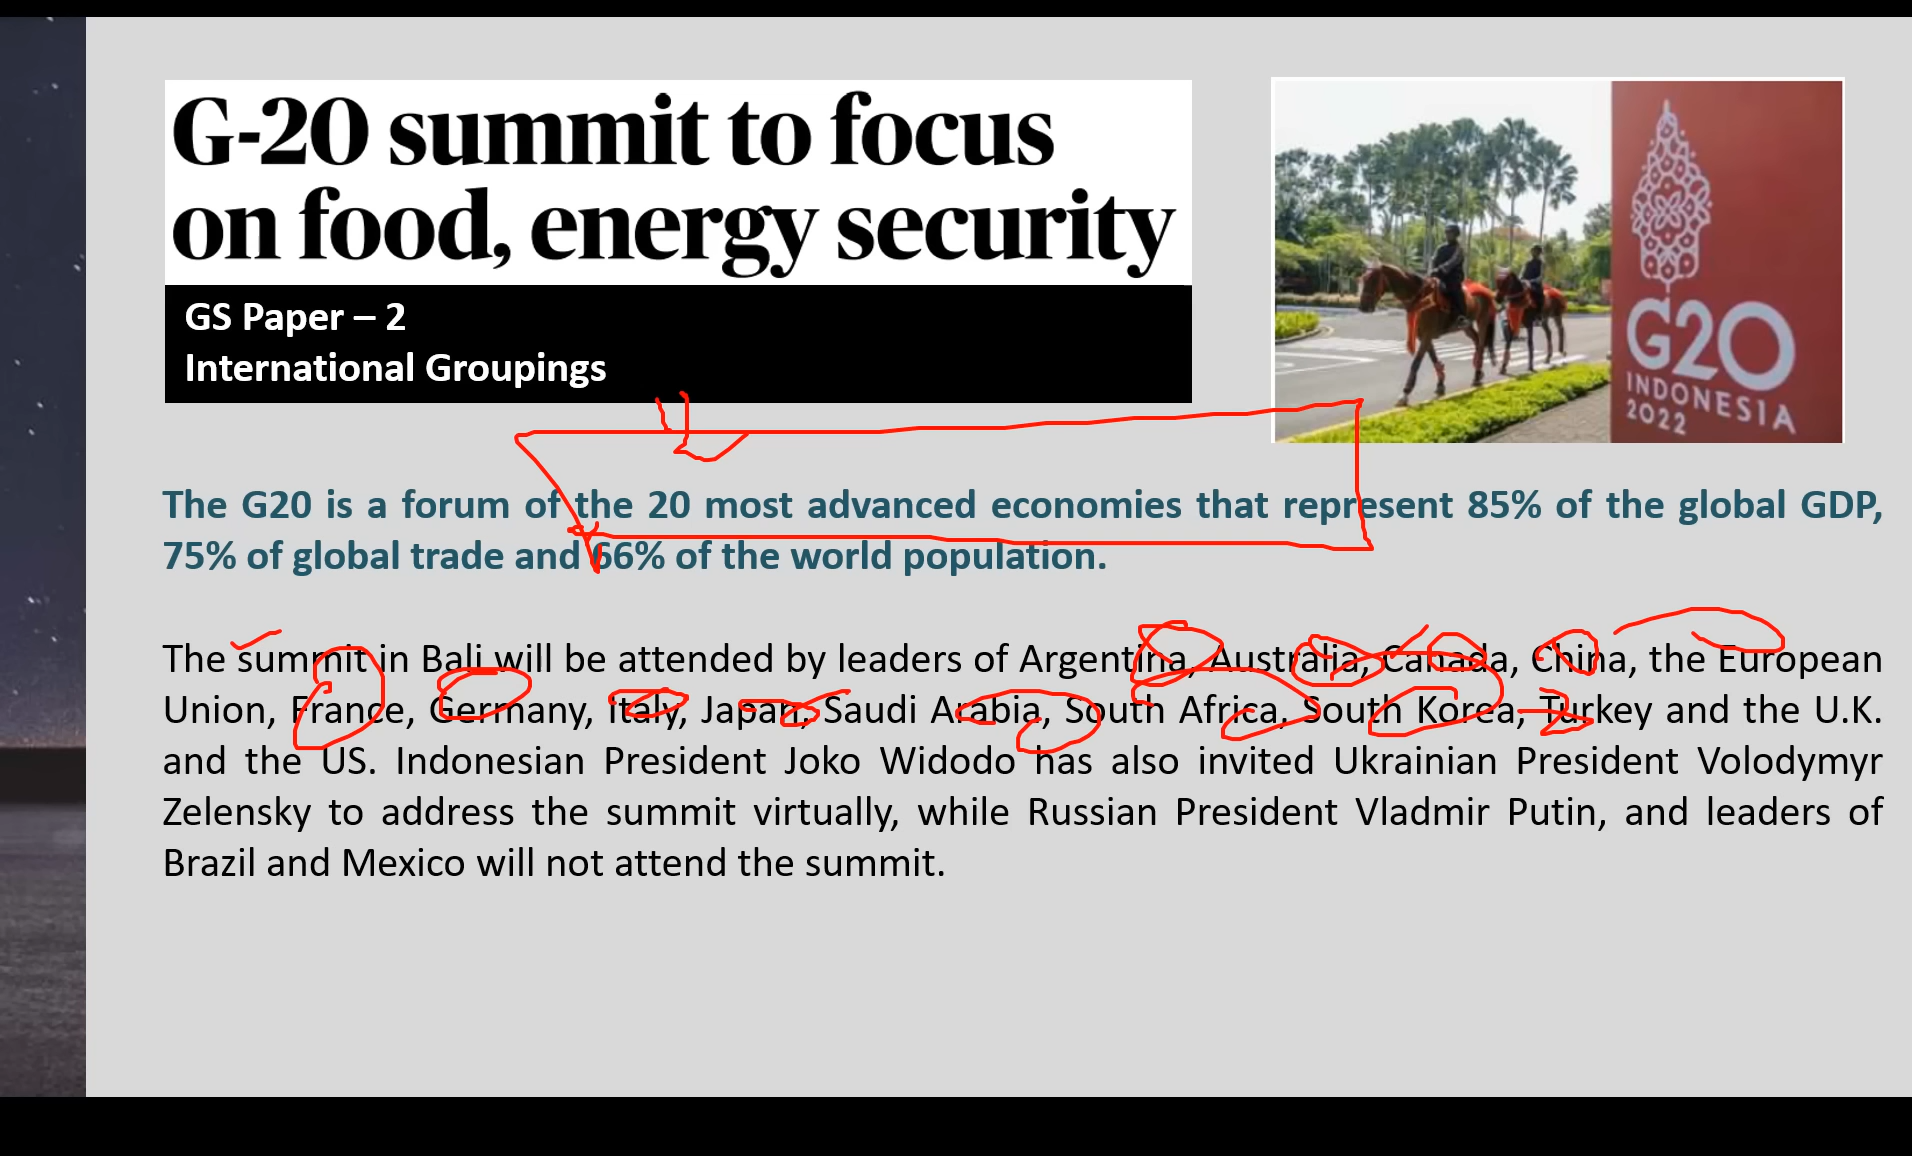 G-20 summit to focus
on food, energy security
GS Paper – 2
International Groupings
G20
INDONESIA
2022
The G20 is a forum of the 20 most advanced economies that represent 85% of the global GDP,
75% of global trade and 66% of the world population.
The summit in Bali will be attended by leaders of Argentina, Australia, Canada, China, the European
Union, France, Germany, Italy, Japan, Saudi Arabia, South Africa, South Korea, Turkey and the U.K.
and the US. Indonesian President Joko Widodo has also invited Ukrainian President Volodymyr
Zelensky to address the summit virtually, while Russian President Vladmir Putin, and leaders of
Brazil and Mexico will not attend the summit.